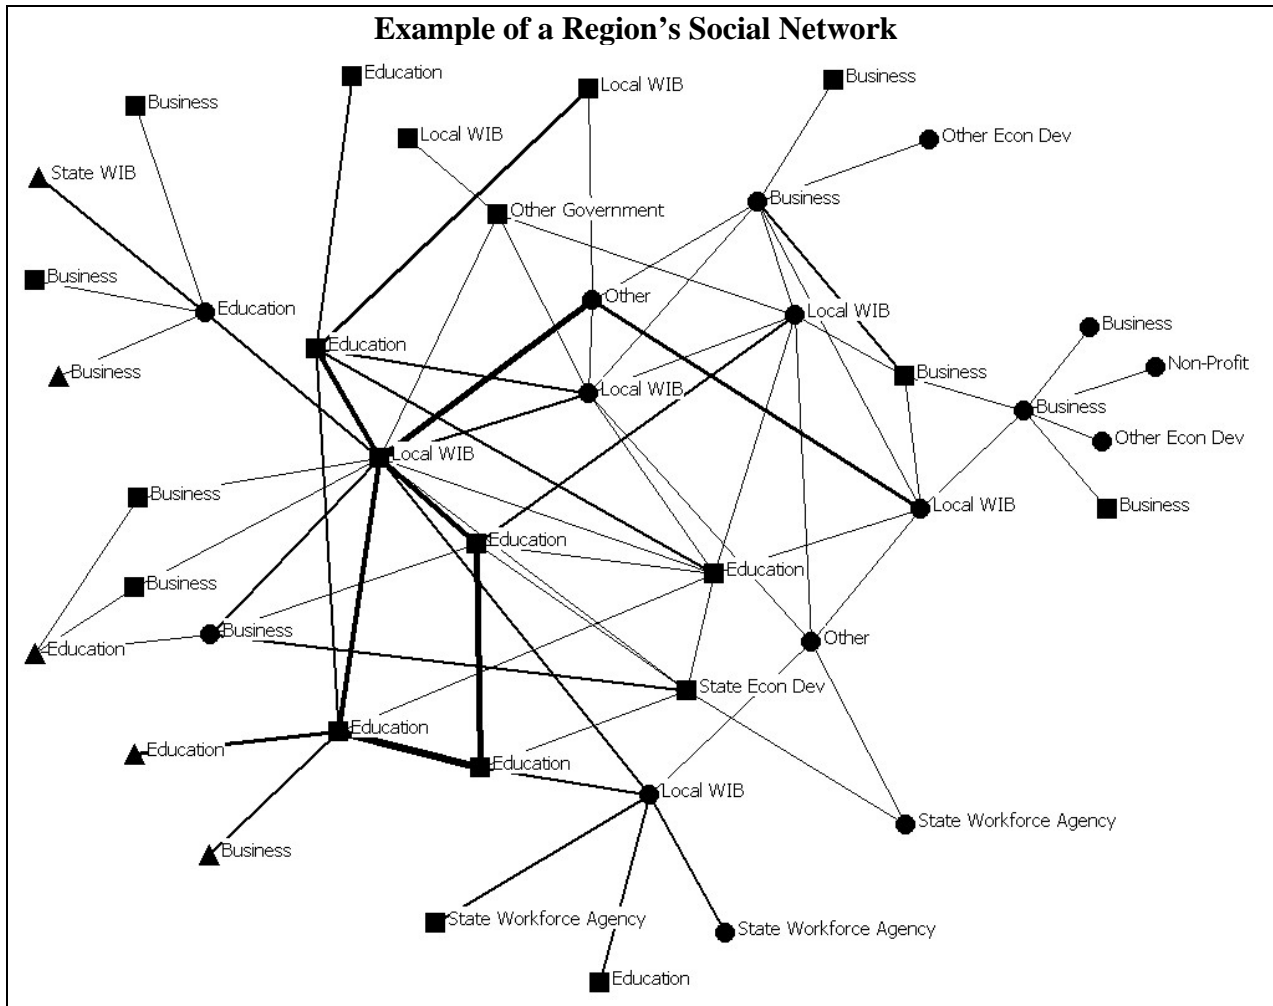 Example of a Region's Social Network
Education
Business
Local WIB
Business
Local WIB
Other Econ Dev
State WIB
Business
Other Government
Business
Education
Other
Local WIB
Business
Education
Business
Non-Profit
Business
Local WIB
Business
Other Econ Dev
Local WIB
Business
Local WIB
Business
Education
Education
Business
Business
Other
Education
State Econ Dev
Education
Education
Education
Local WIB
State Workforce Agency
Business
State Workforce Agency
State Workforce Agency
Education